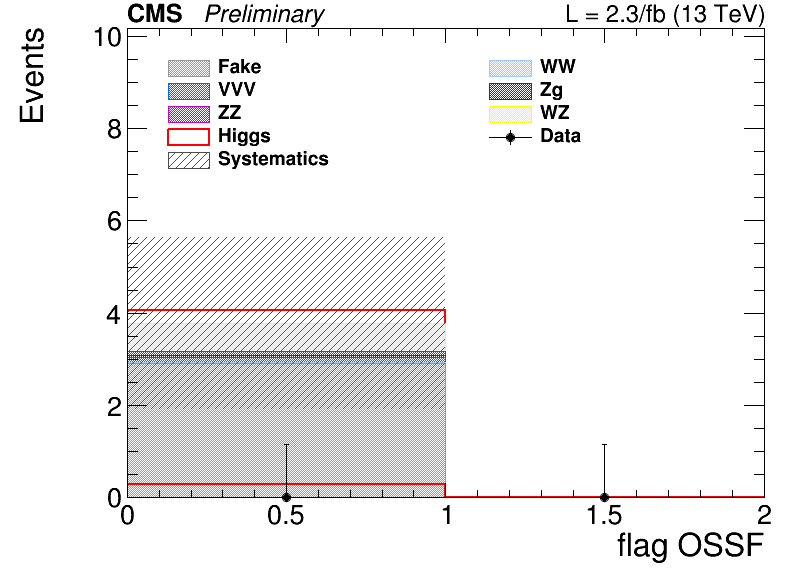 CMS Preliminary L = 2.3/fb (13 TeV)
Events
10
8
6
4
2
0
Fake WW
VVV Zg
ZZ WZ
Higgs Data
Systematics
0 0.5 1 1.5 2
flag OSSF